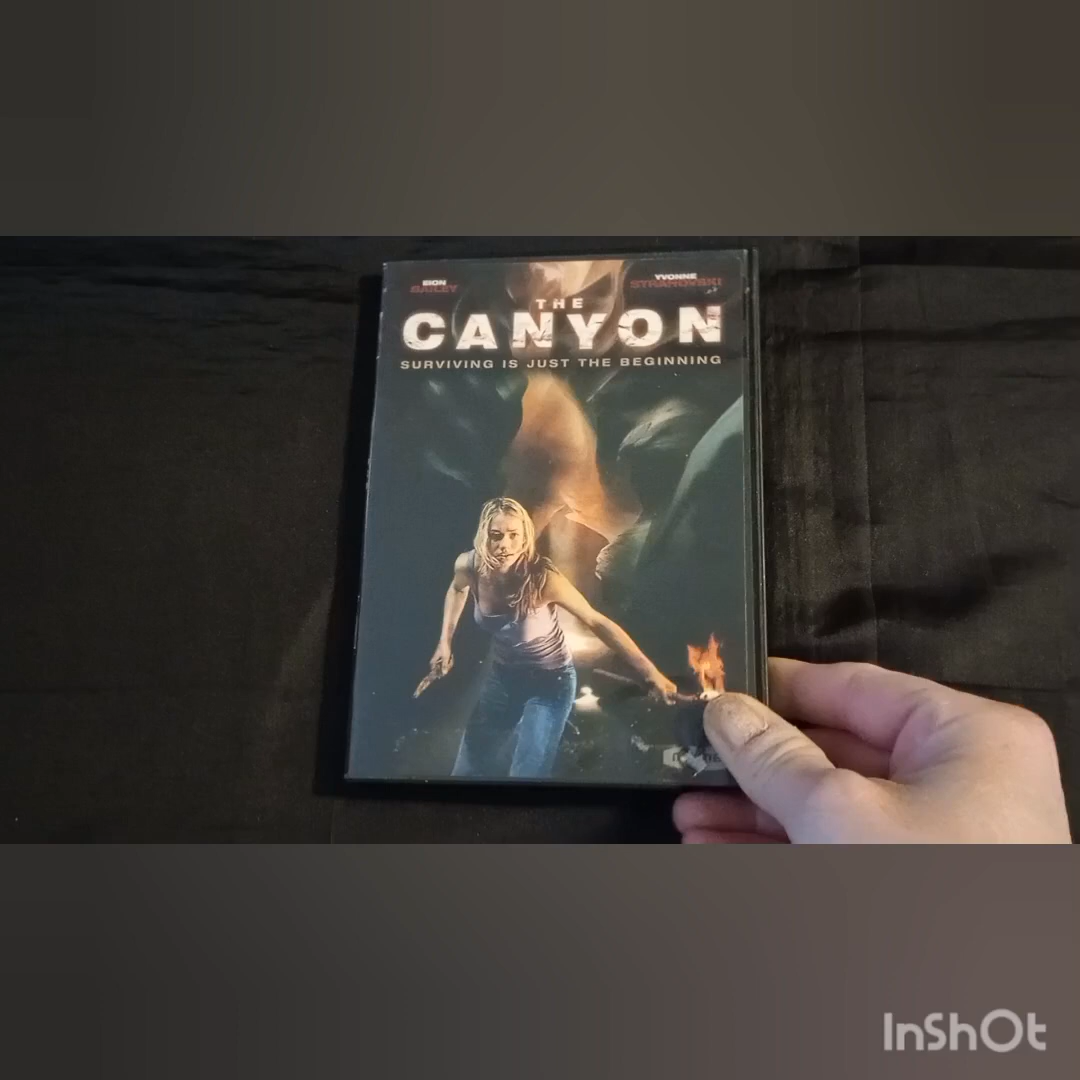 EION
BAILEY
YVONNE
STRAHOVSKI
THE
CANYON
SURVIVING IS JUST THE BEGINNING
InShOt